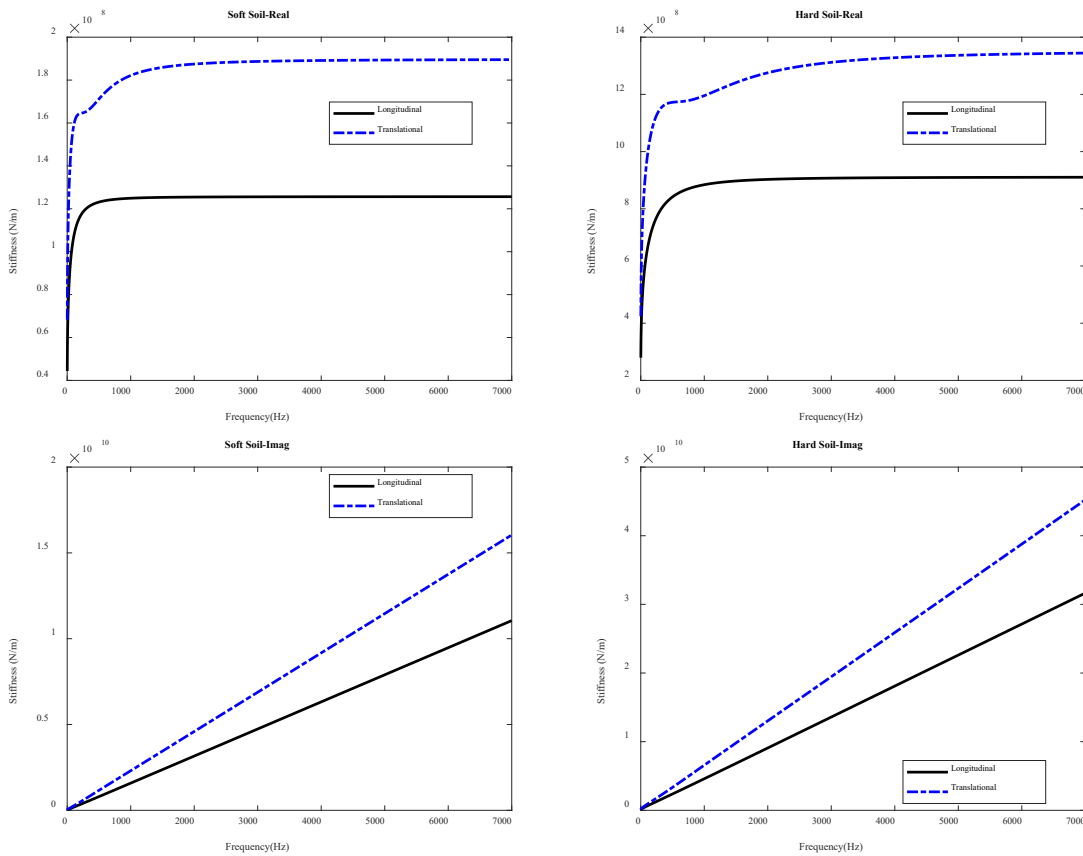 Soft Soil-Real
× 10 8
2
1.8
1.6
1.4
1.2
1
0.8
0.6
0.4
Stiffness (N/m)
Longitudinal
Translational
0 1000 2000 3000 4000 5000 6000 7000
Frequency(Hz)
Hard Soil-Real
× 10 8
14
12
10
8
6
4
2
Stiffness (N/m)
Longitudinal
Translational
0 1000 2000 3000 4000 5000 6000 7000
Frequency(Hz)
Soft Soil-Imag
× 10 10
2
1.5
1
0.5
0
Stiffness (N/m)
Longitudinal
Translational
0 1000 2000 3000 4000 5000 6000 7000
Frequency(Hz)
Hard Soil-Imag
× 10 10
5
4
3
2
1
0
Stiffness (N/m)
Longitudinal
Translational
0 1000 2000 3000 4000 5000 6000 7000
Frequency(Hz)